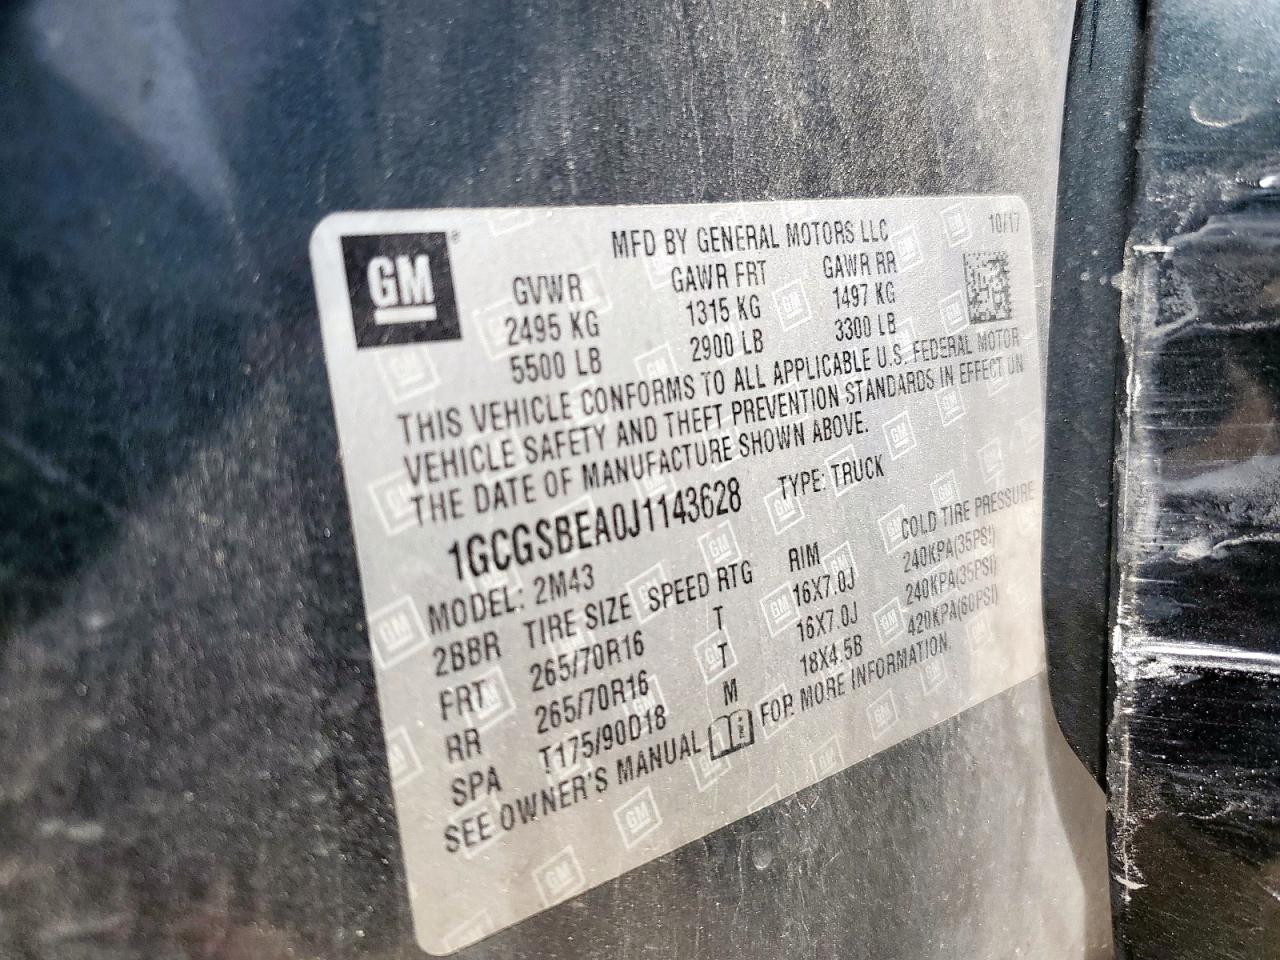 GM ®
MFD BY GENERAL MOTORS LLC 10/17
GVWR GAWR FRT GAWR RR
2495 KG 1315 KG 1497 KG
5500 LB 2900 LB 3300 LB
THIS VEHICLE CONFORMS TO ALL APPLICABLE U.S. FEDERAL MOTOR
VEHICLE SAFETY AND THEFT PREVENTION STANDARDS IN EFFECT ON
THE DATE OF MANUFACTURE SHOWN ABOVE.
1GCGSBEA0J1143628 TYPE: TRUCK
MODEL: 2M43
2BBR TIRE SIZE SPEED RTG RIM COLD TIRE PRESSURE
FRT 265/70R16 T 16X7.0J 240KPA(35PSI)
RR 265/70R16 T 16X7.0J 240KPA(35PSI)
SPA T175/90D18 M 18X4.5B 420KPA(60PSI)
SEE OWNER'S MANUAL FOR MORE INFORMATION.